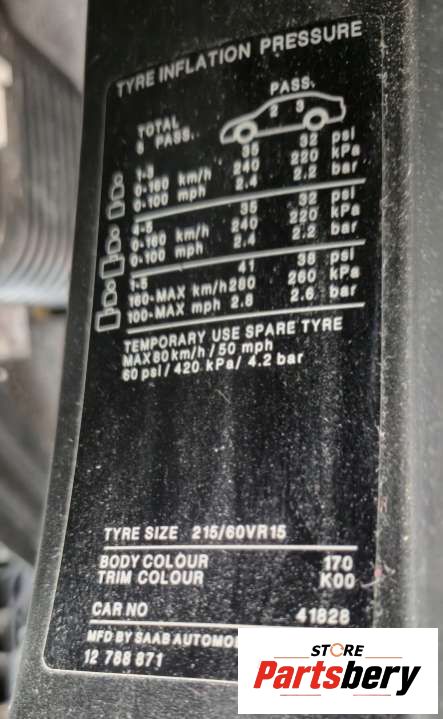 TYRE INFLATION PRESSURE
PASS.
2 3
TOTAL
PASS.
1-3 35 32 psi
0-160 km/h 240 220 kPa
0-100 mph 2.4 2.2 bar
4-5 35 32 psi
0-160 km/h 240 220 kPa
0-100 mph 2.4 2.2 bar
1-5 41 38 psi
160-MAX km/h 280 260 kPa
100-MAX mph 2.8 2.6 bar
TEMPORARY USE SPARE TYRE
MAX 80 km/h / 50 mph
60 psi / 420 kPa / 4.2 bar
TYRE SIZE 215/60VR15
BODY COLOUR 170
TRIM COLOUR K00
CAR NO 41828
MFD BY SAAB AUTOMOB
12 788 871
STORE
Partsbery